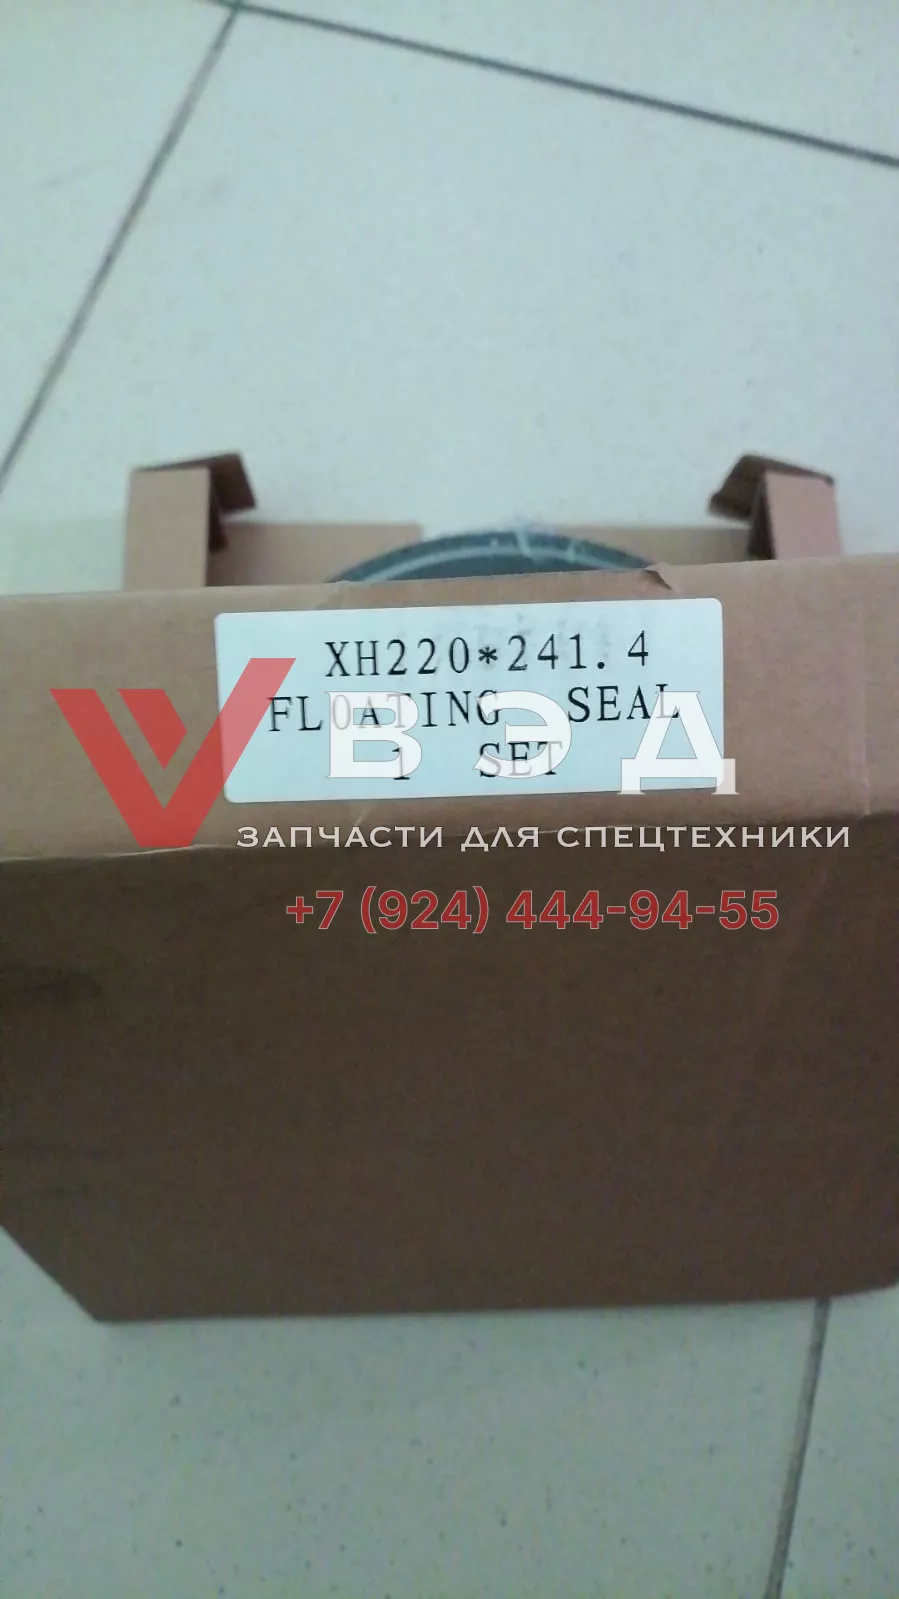 XH220*241.4
FLOATING SEAL
1 SET
ВЭД
ЗАПЧАСТИ ДЛЯ СПЕЦТЕХНИКИ
+7 (924) 444-94-55